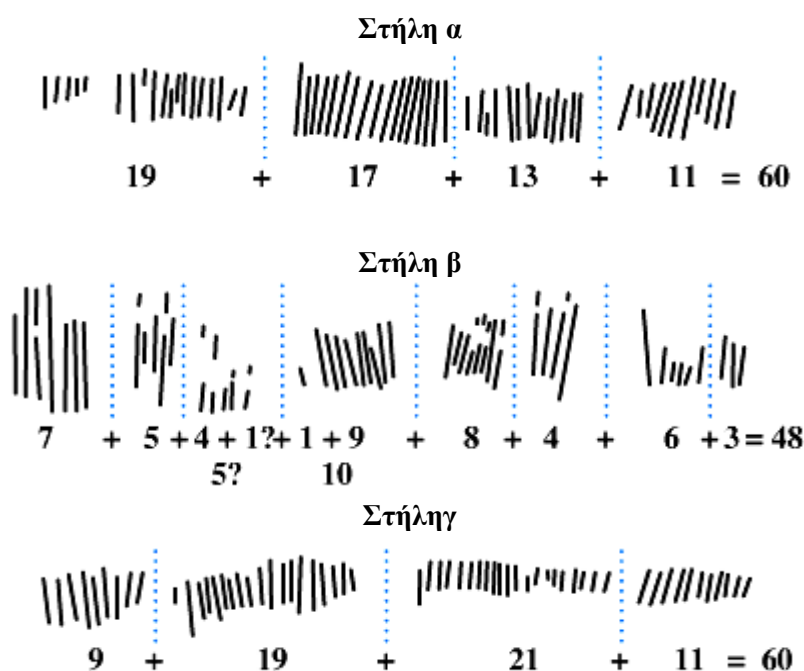 Στήλη α
19 + 17 + 13 + 11 = 60
Στήλη β
7 + 5 + 4 + 1?+ 1 + 9 + 8 + 4 + 6 + 3 = 48
5? 10
Στήληγ
9 + 19 + 21 + 11 = 60